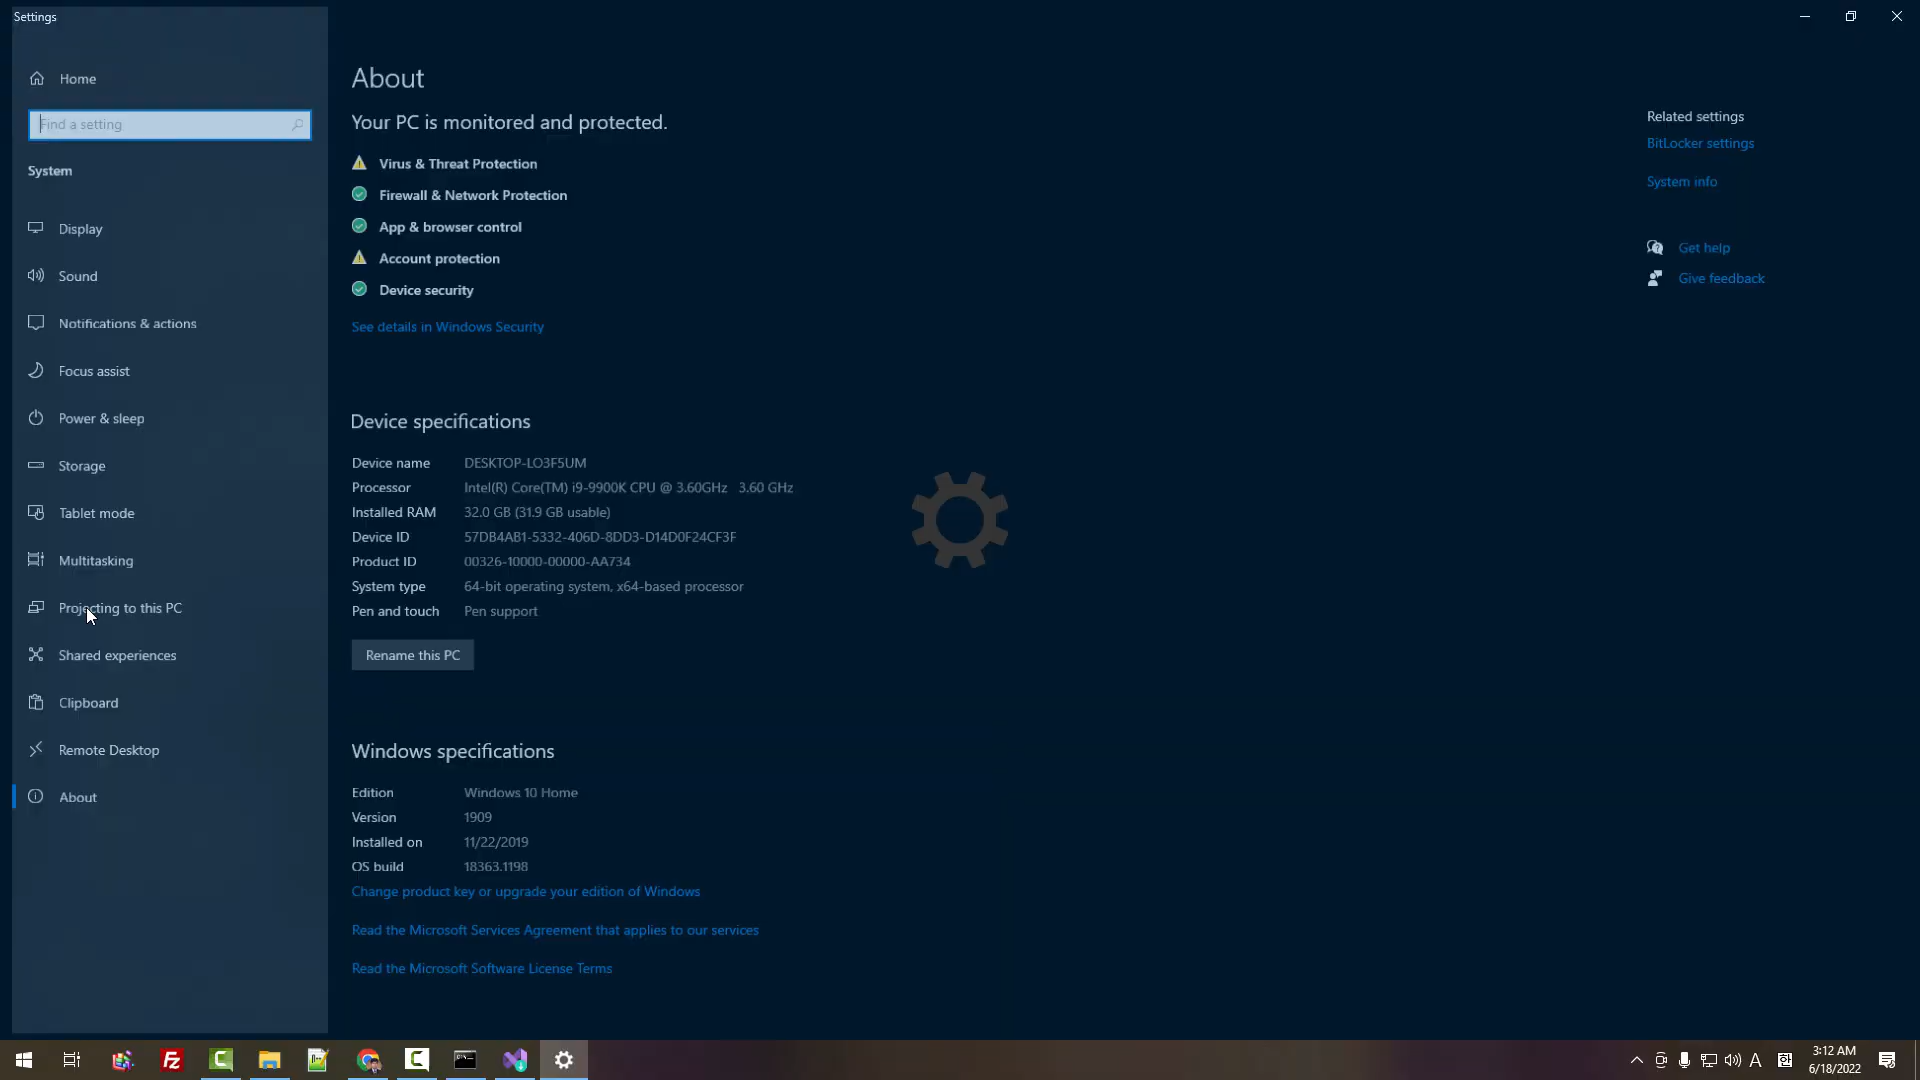 Settings
Home
Find a setting
System
Display
Sound
Notifications & actions
Focus assist
Power & sleep
Storage
Tablet mode
Multitasking
Projecting to this PC
Shared experiences
Clipboard
Remote Desktop
About
About
Your PC is monitored and protected.
Virus & Threat Protection
Firewall & Network Protection
App & browser control
Account protection
Device security
See details in Windows Security
Device specifications
Device name DESKTOP-LO3F5UM
Processor Intel(R) Core(TM) i9-9900K CPU @ 3.60GHz 3.60 GHz
Installed RAM 32.0 GB (31.9 GB usable)
Device ID 57DB4AB1-5332-406D-8DD3-D14D0F24CF3F
Product ID 00326-10000-00000-AA734
System type 64-bit operating system, x64-based processor
Pen and touch Pen support
Rename this PC
Windows specifications
Edition Windows 10 Home
Version 1909
Installed on 11/22/2019
OS build 18363.1198
Change product key or upgrade your edition of Windows
Read the Microsoft Services Agreement that applies to our services
Read the Microsoft Software License Terms
Related settings
BitLocker settings
System info
Get help
Give feedback
Fz
C
C
A
3:12 AM
6/18/2022